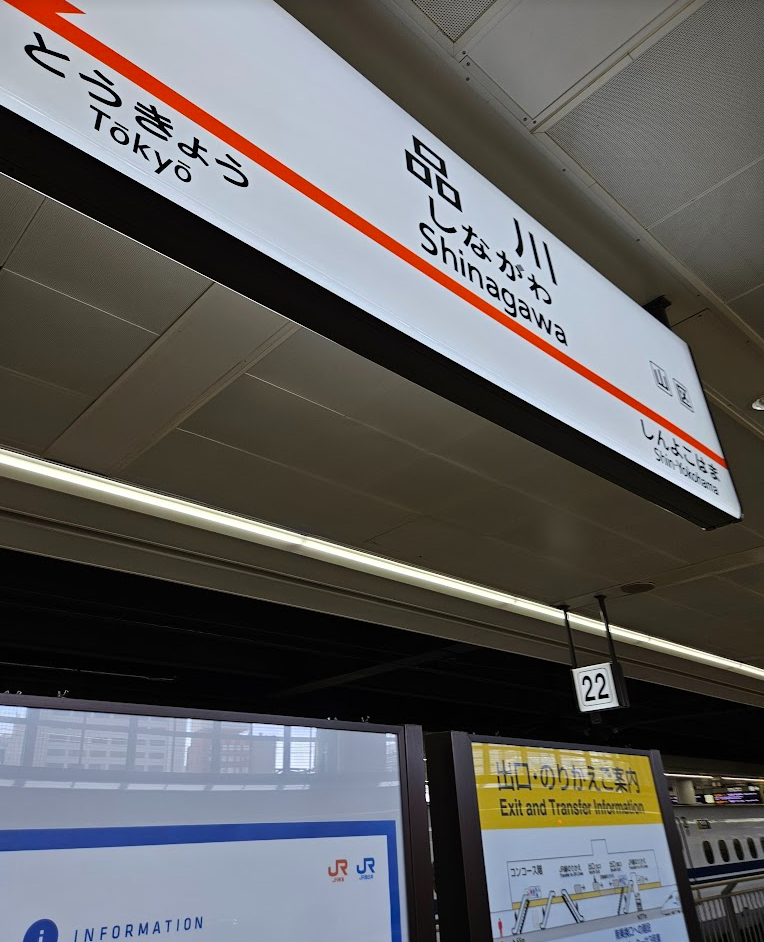 とうきょう
Tōkyō
品川
しながわ
Shinagawa
山 区
しんよこはま
Shin-Yokohama
22
出口・のりかえご案内
Exit and Transfer Information
コンコース階
JR JR
i INFORMATION